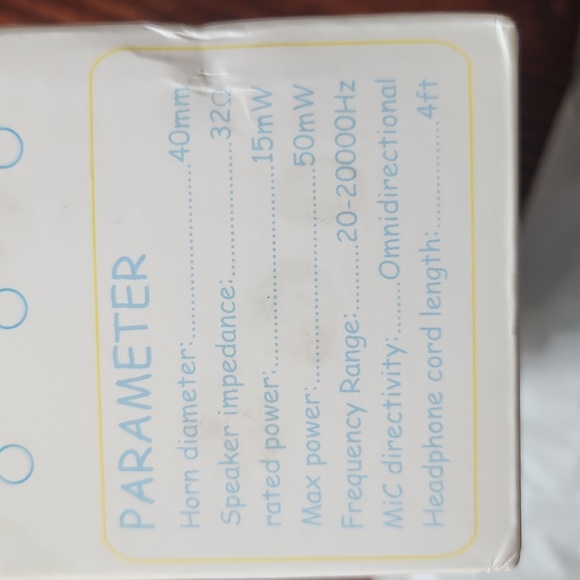 PARAMETER
Horn diameter:........................40mm
Speaker impedance:....................32Ω
rated power:..........................15mW
Max power:............................50mW
Frequency Range:.........20-20000Hz
MiC directivity:.......Omnidirectional
Headphone cord length:...............4ft